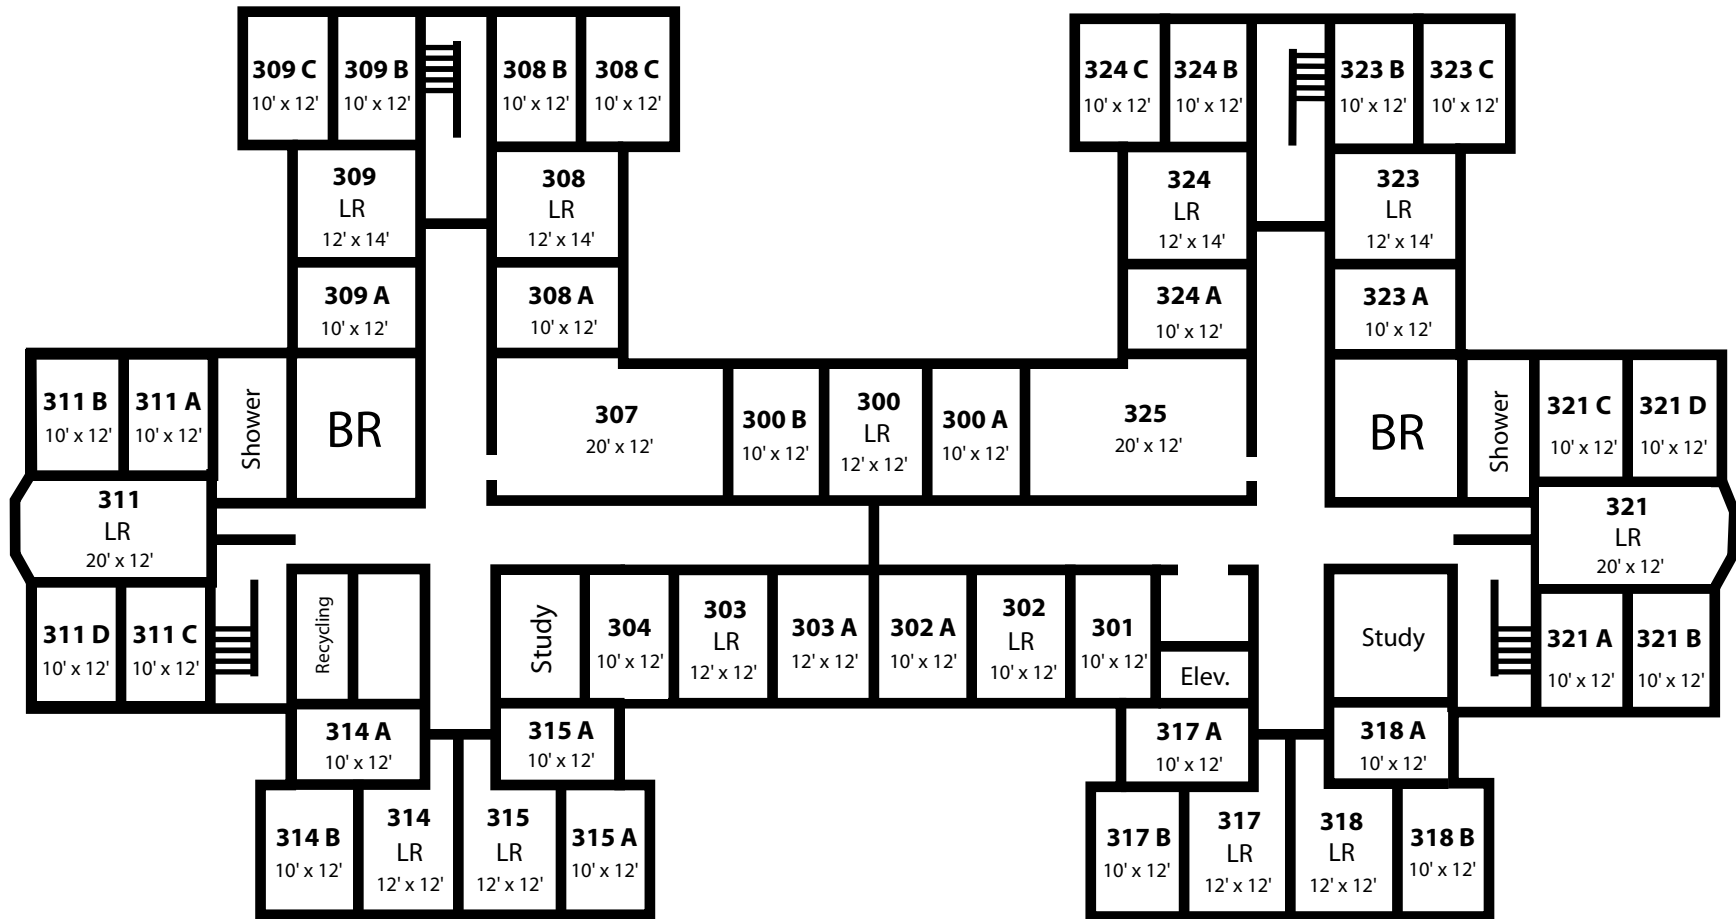 309 C
10' x 12'
309 B
10' x 12'
308 B
10' x 12'
308 C
10' x 12'
324 C
10' x 12'
324 B
10' x 12'
323 B
10' x 12'
323 C
10' x 12'
309
LR
12' x 14'
308
LR
12' x 14'
324
LR
12' x 14'
323
LR
12' x 14'
309 A
10' x 12'
308 A
10' x 12'
324 A
10' x 12'
323 A
10' x 12'
311 B
10' x 12'
311 A
10' x 12'
Shower
BR
307
20' x 12'
300 B
10' x 12'
300
LR
12' x 12'
300 A
10' x 12'
325
20' x 12'
BR
Shower
321 C
10' x 12'
321 D
10' x 12'
311
LR
20' x 12'
321
LR
20' x 12'
311 D
10' x 12'
311 C
10' x 12'
Recycling
Study
304
10' x 12'
303
LR
12' x 12'
303 A
12' x 12'
302 A
10' x 12'
302
LR
10' x 12'
301
10' x 12'
Elev.
Study
321 A
10' x 12'
321 B
10' x 12'
314 A
10' x 12'
315 A
10' x 12'
317 A
10' x 12'
318 A
10' x 12'
314 B
10' x 12'
314
LR
12' x 12'
315
LR
12' x 12'
315 A
10' x 12'
317 B
10' x 12'
317
LR
12' x 12'
318
LR
12' x 12'
318 B
10' x 12'